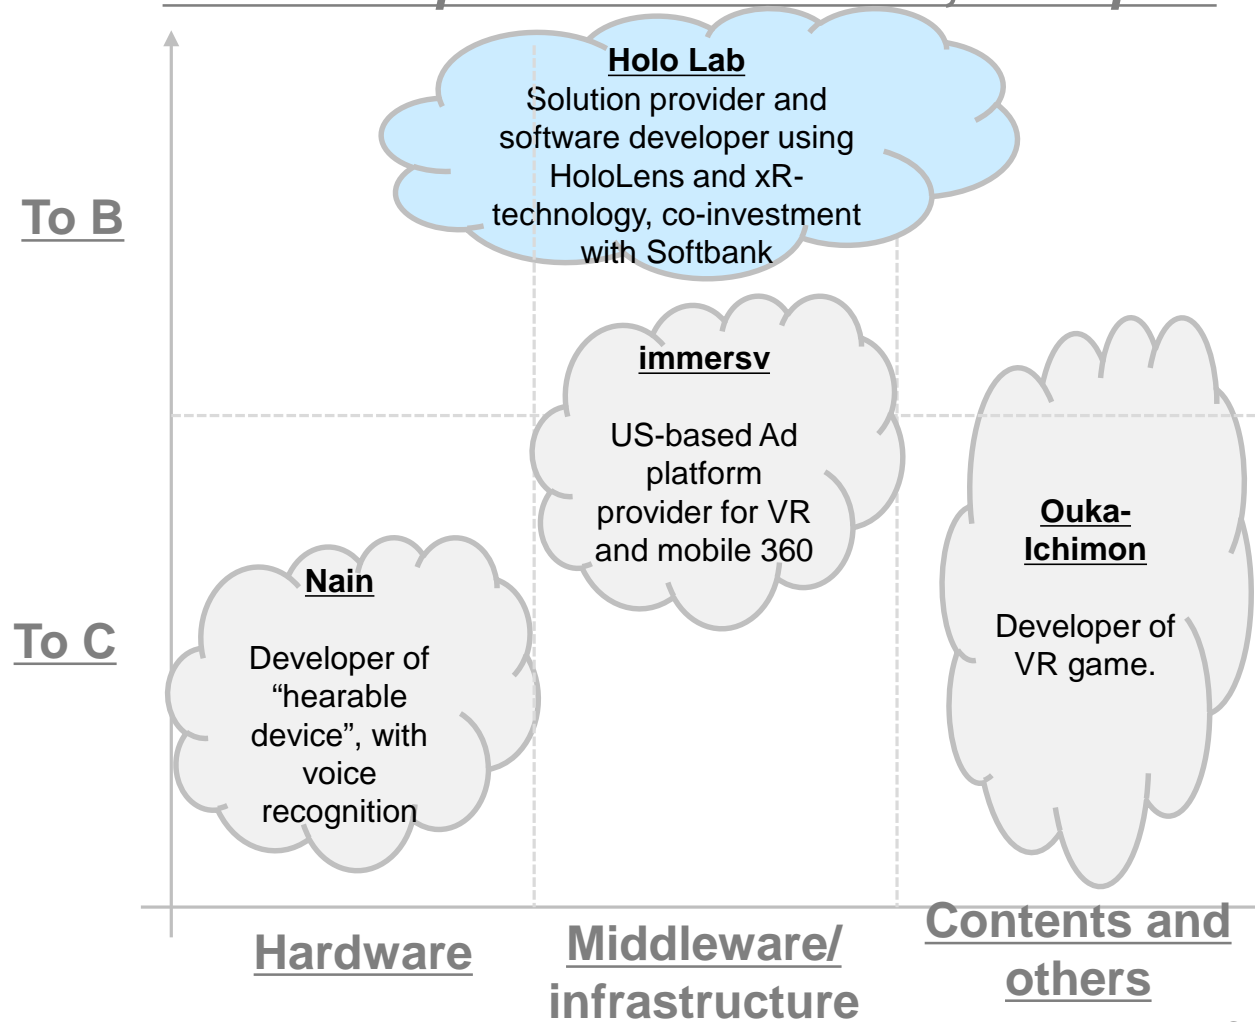 Holo Lab
Solution provider and
software developer using
HoloLens and xR-
technology, co-investment
with Softbank
To B
immersv
US-based Ad
platform
provider for VR
and mobile 360
Ouka-
Ichimon
Developer of
VR game.
Nain
Developer of
“hearable
device”, with
voice
recognition
To C
Hardware
Middleware/
infrastructure
Contents and
others